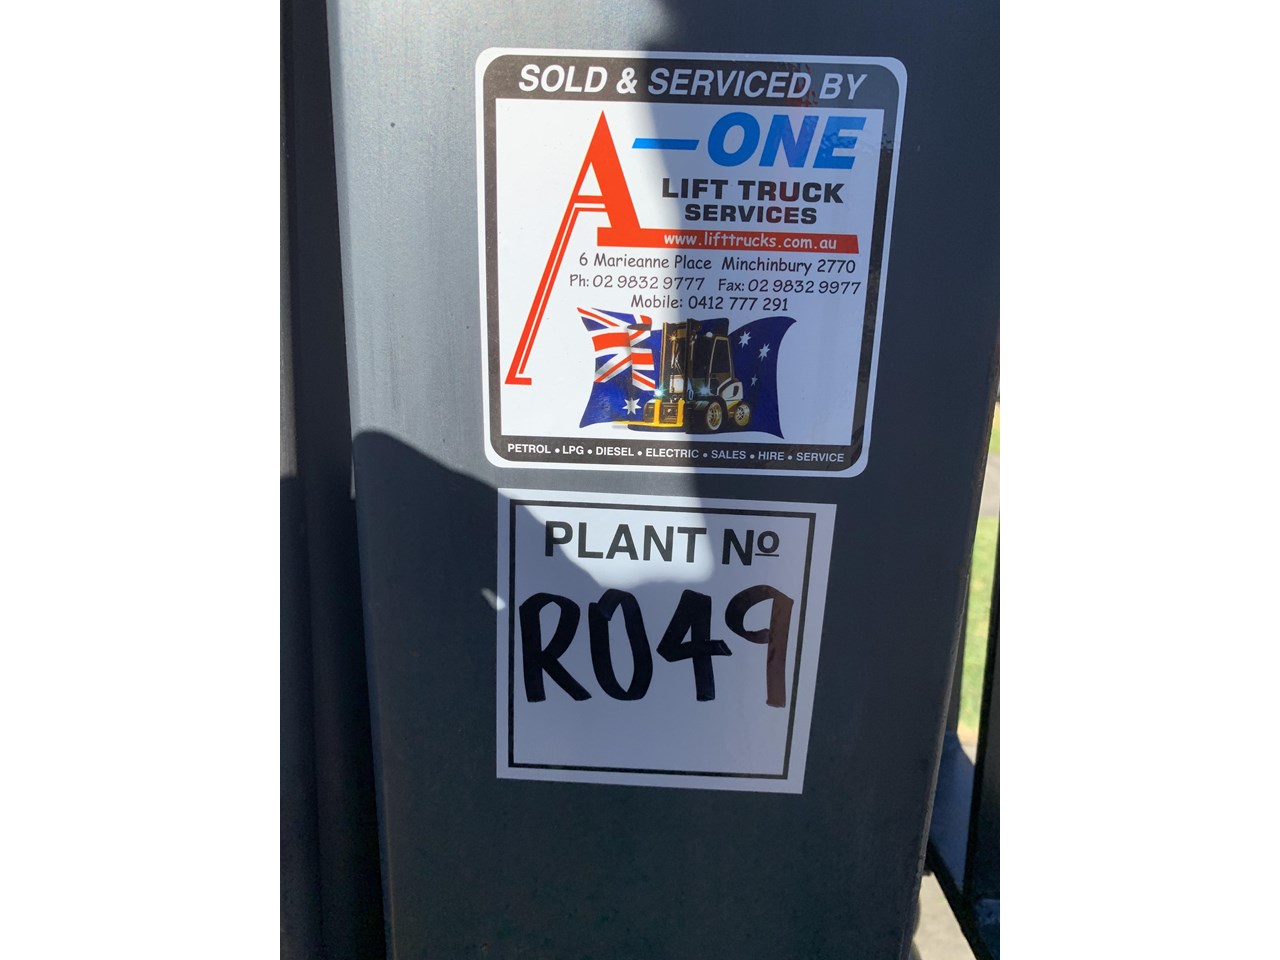 SOLD & SERVICED BY
A-ONE
LIFT TRUCK
SERVICES
www.lifttrucks.com.au
6 Marieanne Place Minchinbury 2770
Ph: 02 9832 9777 Fax: 02 9832 9977
Mobile: 0412 777 291
PETROL • LPG • DIESEL • ELECTRIC • SALES • HIRE • SERVICE
PLANT Nº
R049